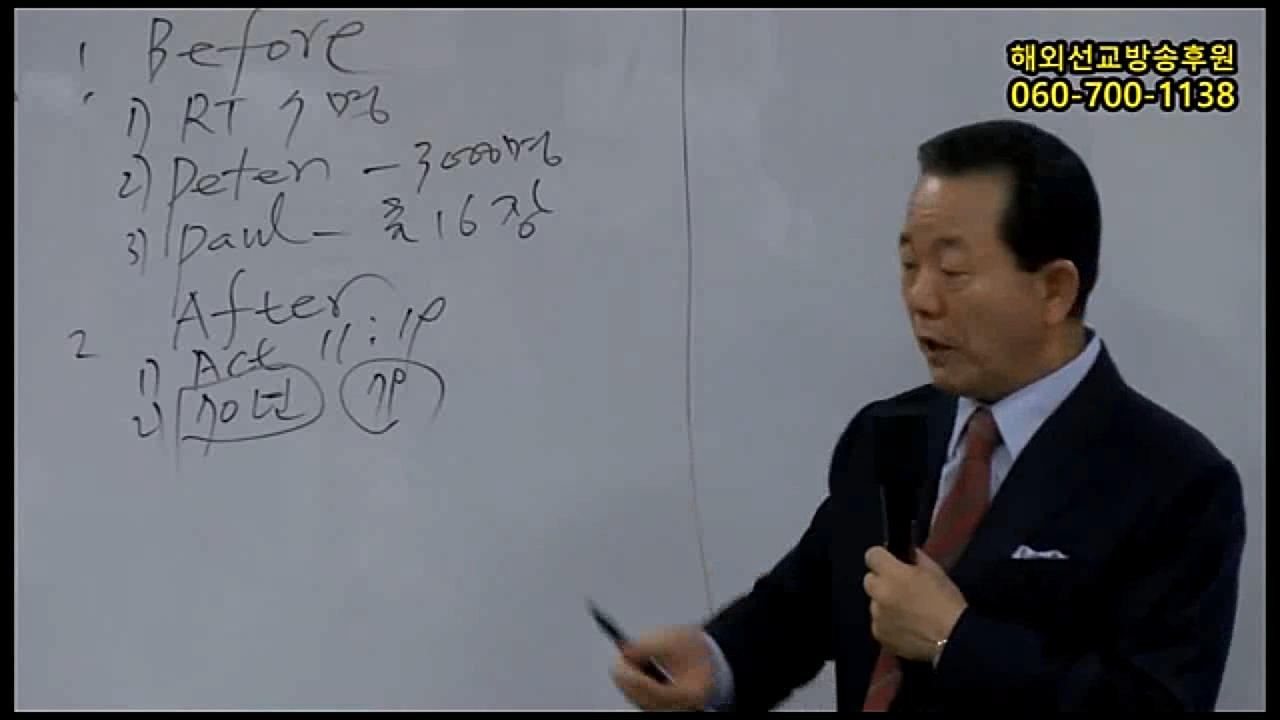 1. Before
1) RT 7명
2) Peter - 3000명
3) Paul - 롬 16장
2 After
1) Act 11:19
2) 70년
해외선교방송후원
060-700-1138